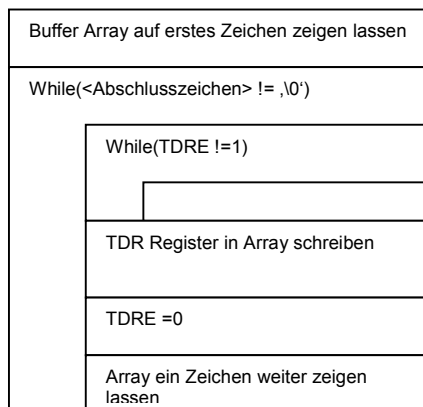 Buffer Array auf erstes Zeichen zeigen lassen
While(<Abschlusszeichen> != ‚\0‘)
While(TDRE !=1)
TDR Register in Array schreiben
TDRE =0
Array ein Zeichen weiter zeigen
lassen